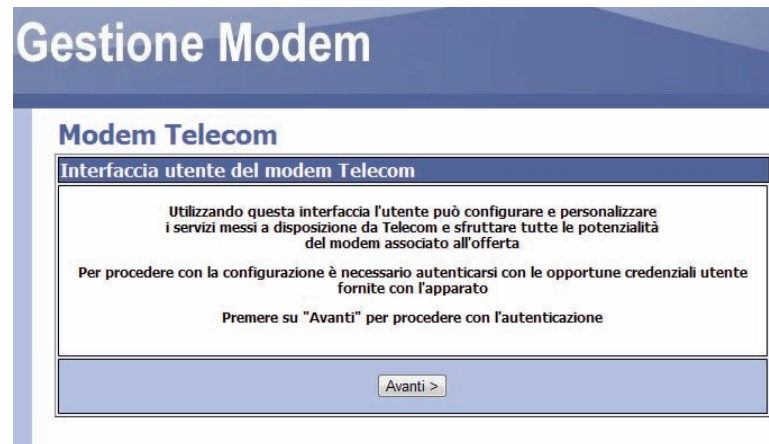 Gestione Modem
Modem Telecom
Interfaccia utente del modem Telecom
Utilizzando questa interfaccia l'utente può configurare e personalizzare
i servizi messi a disposizione da Telecom e sfruttare tutte le potenzialità
del modem associato all'offerta
Per procedere con la configurazione è necessario autenticarsi con le opportune credenziali utente
fornite con l'apparato
Premere su "Avanti" per procedere con l'autenticazione
Avanti >